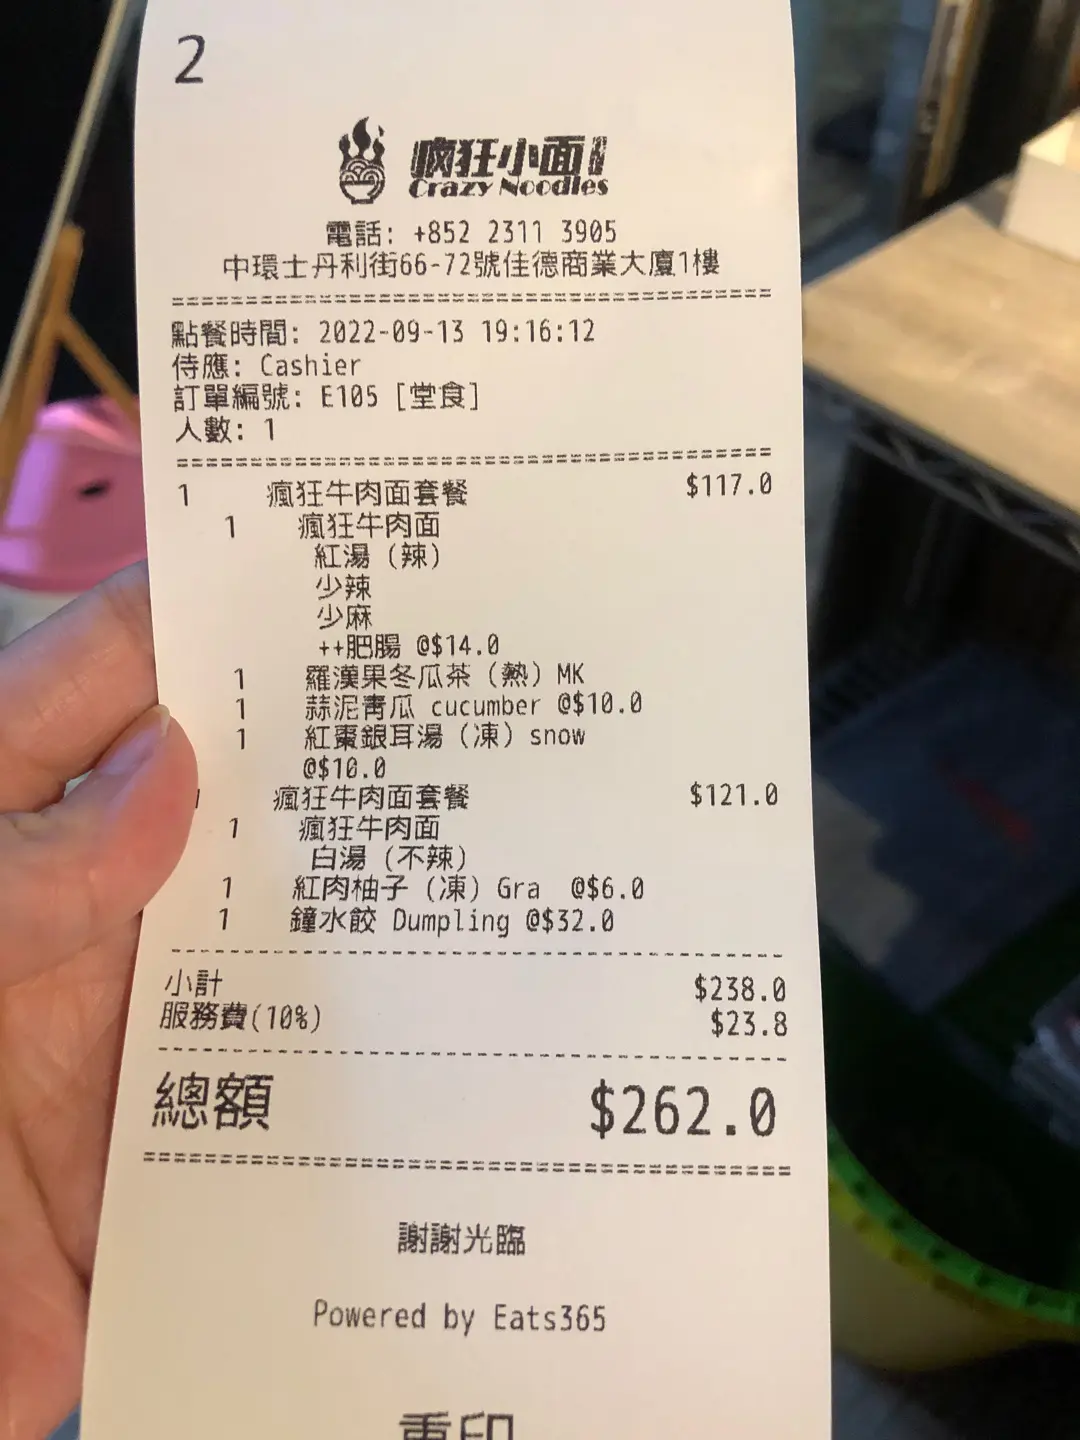 2
瘋狂小面
Crazy Noodles
電話: +852 2311 3905
中環士丹利街66-72號佳德商業大廈1樓
點餐時間: 2022-09-13 19:16:12
侍應: Cashier
訂單編號: E105 [堂食]
人數: 1
1 瘋狂牛肉面套餐 $117.0
1 瘋狂牛肉面
紅湯 (辣)
少辣
少麻
++肥腸 @$14.0
1 羅漢果冬瓜茶 (熱) MK
1 蒜泥青瓜 cucumber @$10.0
1 紅棗銀耳湯 (凍) snow
@$10.0
1 瘋狂牛肉面套餐 $121.0
1 瘋狂牛肉面
白湯 (不辣)
1 紅肉柚子 (凍) Gra @$6.0
1 鐘水餃 Dumpling @$32.0
小計 $238.0
服務費(10%) $23.8
總額 $262.0
謝謝光臨
Powered by Eats365
重印